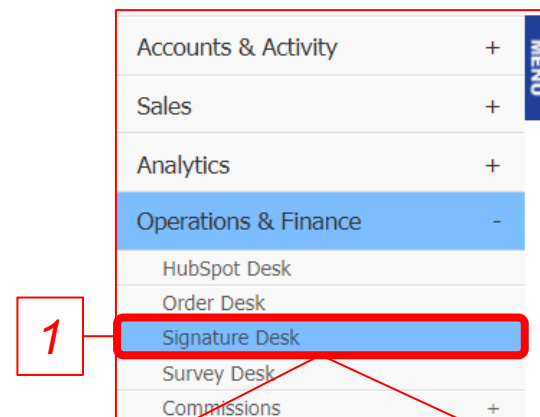 Accounts & Activity +
MENU
Sales +
Analytics +
Operations & Finance -
HubSpot Desk
Order Desk
1
Signature Desk
Survey Desk
Commissions +